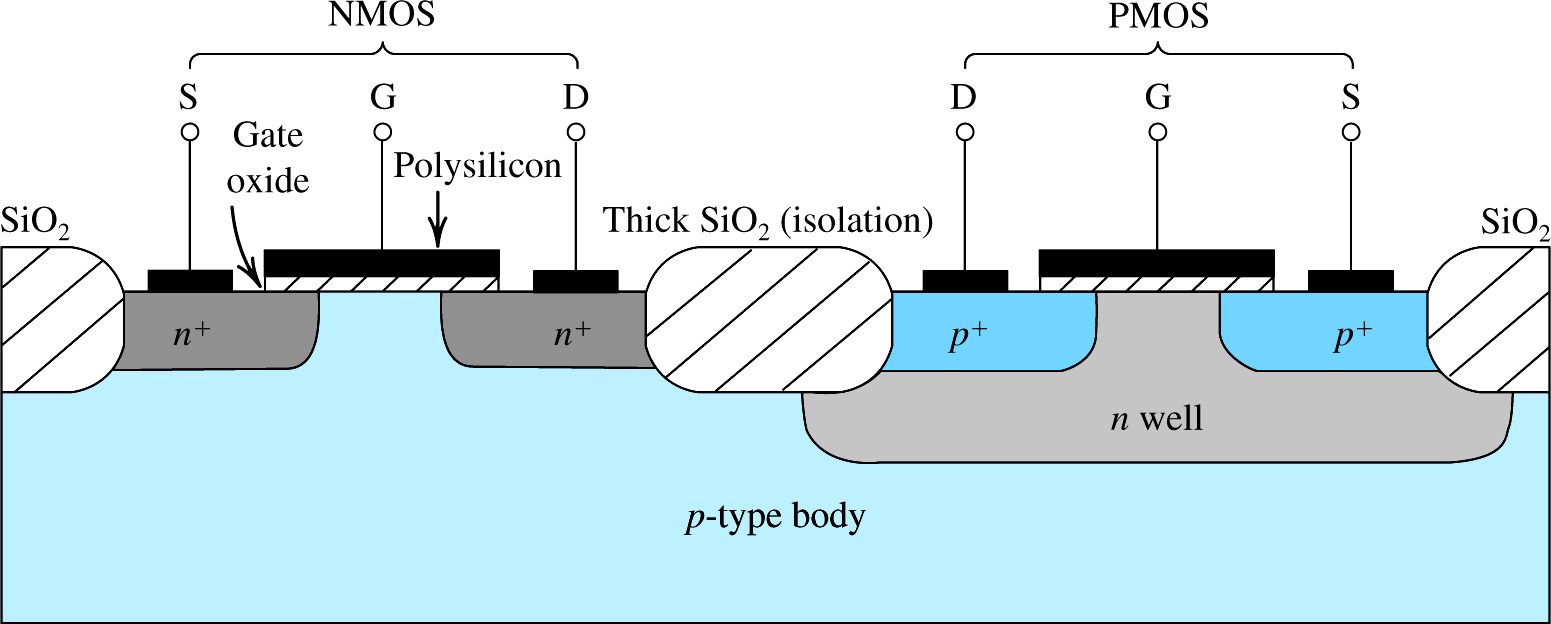 NMOS
PMOS
S
G
D
D
G
S
Gate
oxide
Polysilicon
SiO₂
Thick SiO₂ (isolation)
SiO₂
n⁺
n⁺
p⁺
p⁺
n well
p-type body